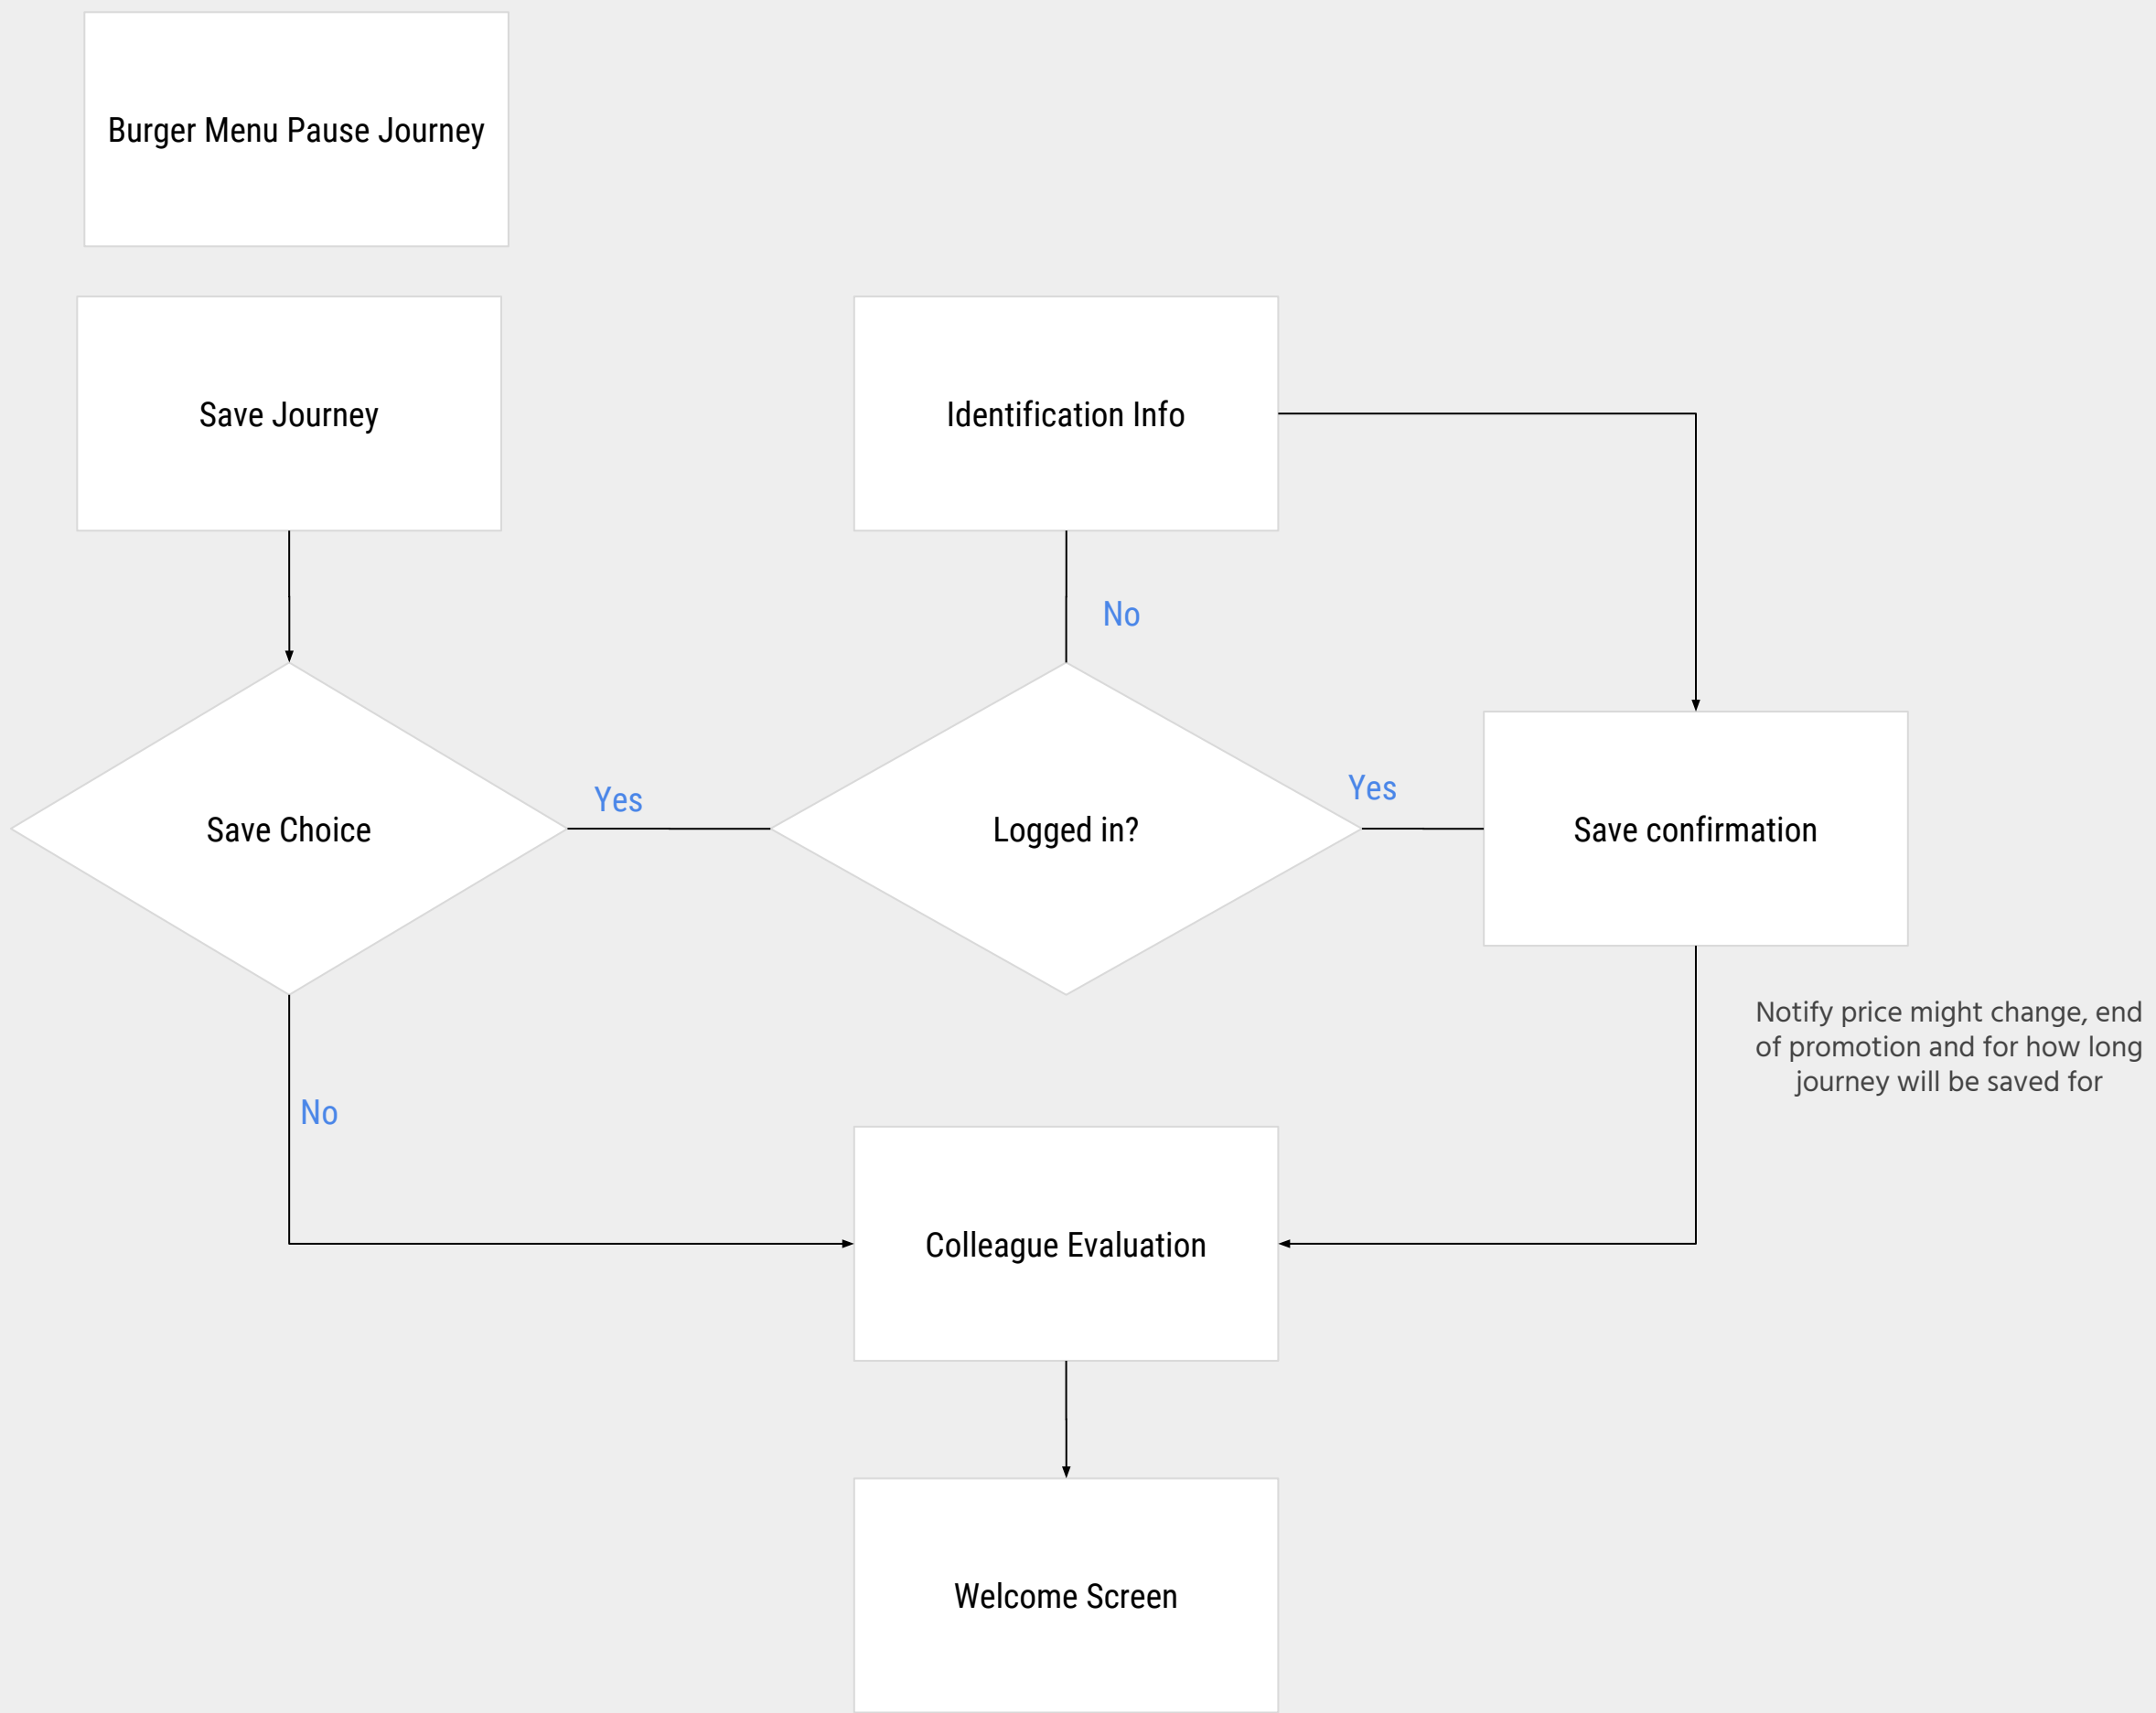 Burger Menu Pause Journey
Save Journey
Identification Info
No
Yes
Yes
Save Choice
Logged in?
Save confirmation
Notify price might change, end
of promotion and for how long
journey will be saved for
No
Colleague Evaluation
Welcome Screen